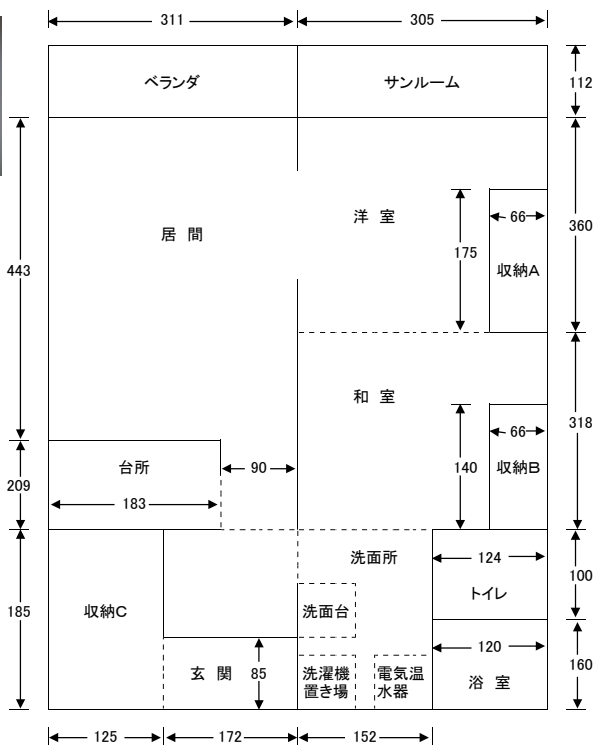 311
305
ベランダ
サンルーム
112
居 間
洋 室
175
66
収納A
360
443
和 室
140
66
収納B
318
台所
90
183
209
洗面所
124
トイレ
100
収納C
洗面台
185
玄 関
85
洗濯機
置き場
電気温
水器
120
浴 室
160
125
172
152